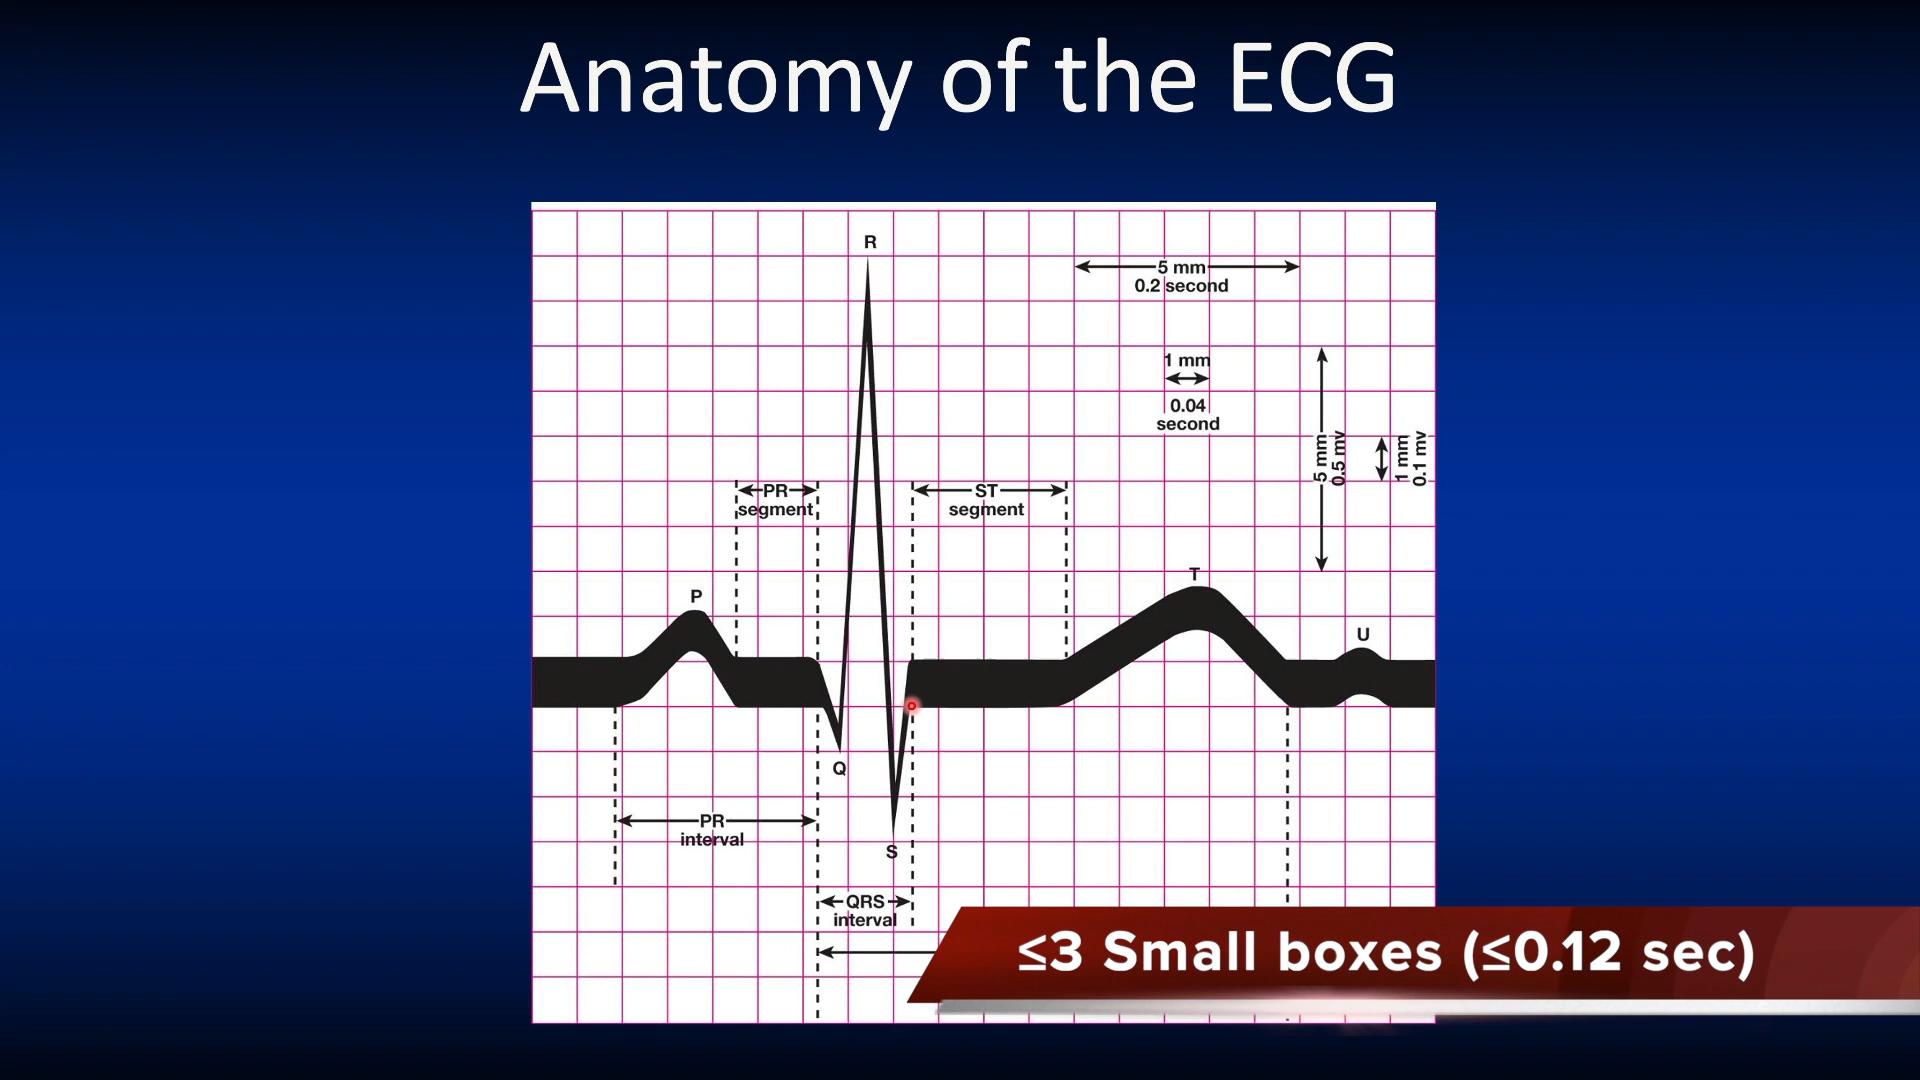 Anatomy of the ECG
R
5 mm
0.2 second
1 mm
0.04
second
5 mm
0.5 mv
1 mm
0.1 mv
PR
segment
ST
segment
P
T
U
Q
PR
interval
S
QRS
interval
≤3 Small boxes (≤0.12 sec)